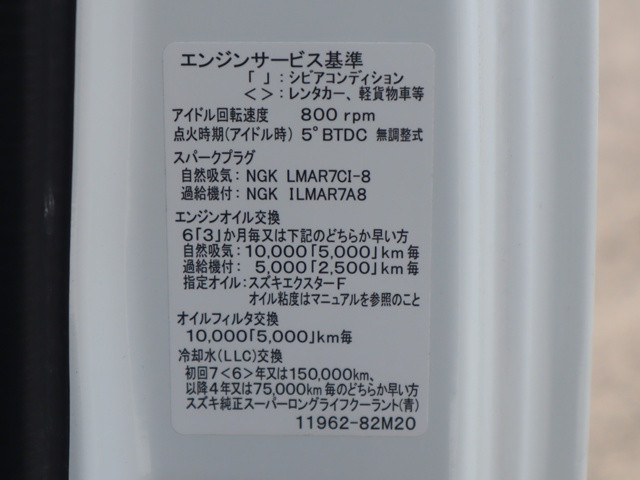 エンジンサービス基準
「 」:シビアコンディション
< >:レンタカー、軽貨物車等
アイドル回転速度 800 rpm
点火時期(アイドル時) 5°BTDC 無調整式
スパークプラグ
自然吸気:NGK LMAR7CI-8
過給機付:NGK ILMAR7A8
エンジンオイル交換
6「3」か月毎又は下記のどちらか早い方
自然吸気:10,000「5,000」km毎
過給機付: 5,000「2,500」km毎
指定オイル:スズキエクスターF
オイル粘度はマニュアルを参照のこと
オイルフィルタ交換
10,000「5,000」km毎
冷却水(LLC)交換
初回7<6>年又は150,000km、
以降4年又は75,000km毎のどちらか早い方
スズキ純正スーパーロングライフクーラント(青)
11962-82M20